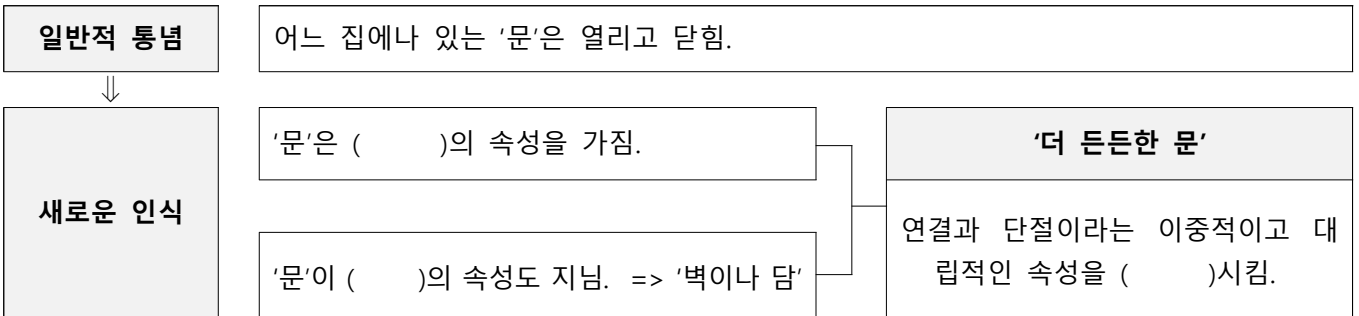 일반적 통념
어느 집에나 있는 '문'은 열리고 닫힘.
⇓
새로운 인식
'문'은 (      )의 속성을 가짐.
'문'이 (      )의 속성도 지님. => '벽이나 담'
'더 든든한 문'
연결과 단절이라는 이중적이고 대
립적인 속성을 (      )시킴.